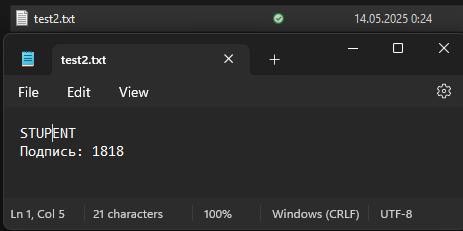 test2.txt 14.05.2025 0:24
test2.txt
File Edit View
STUPENT
Подпись: 1818
Ln 1, Col 5 21 characters 100% Windows (CRLF) UTF-8